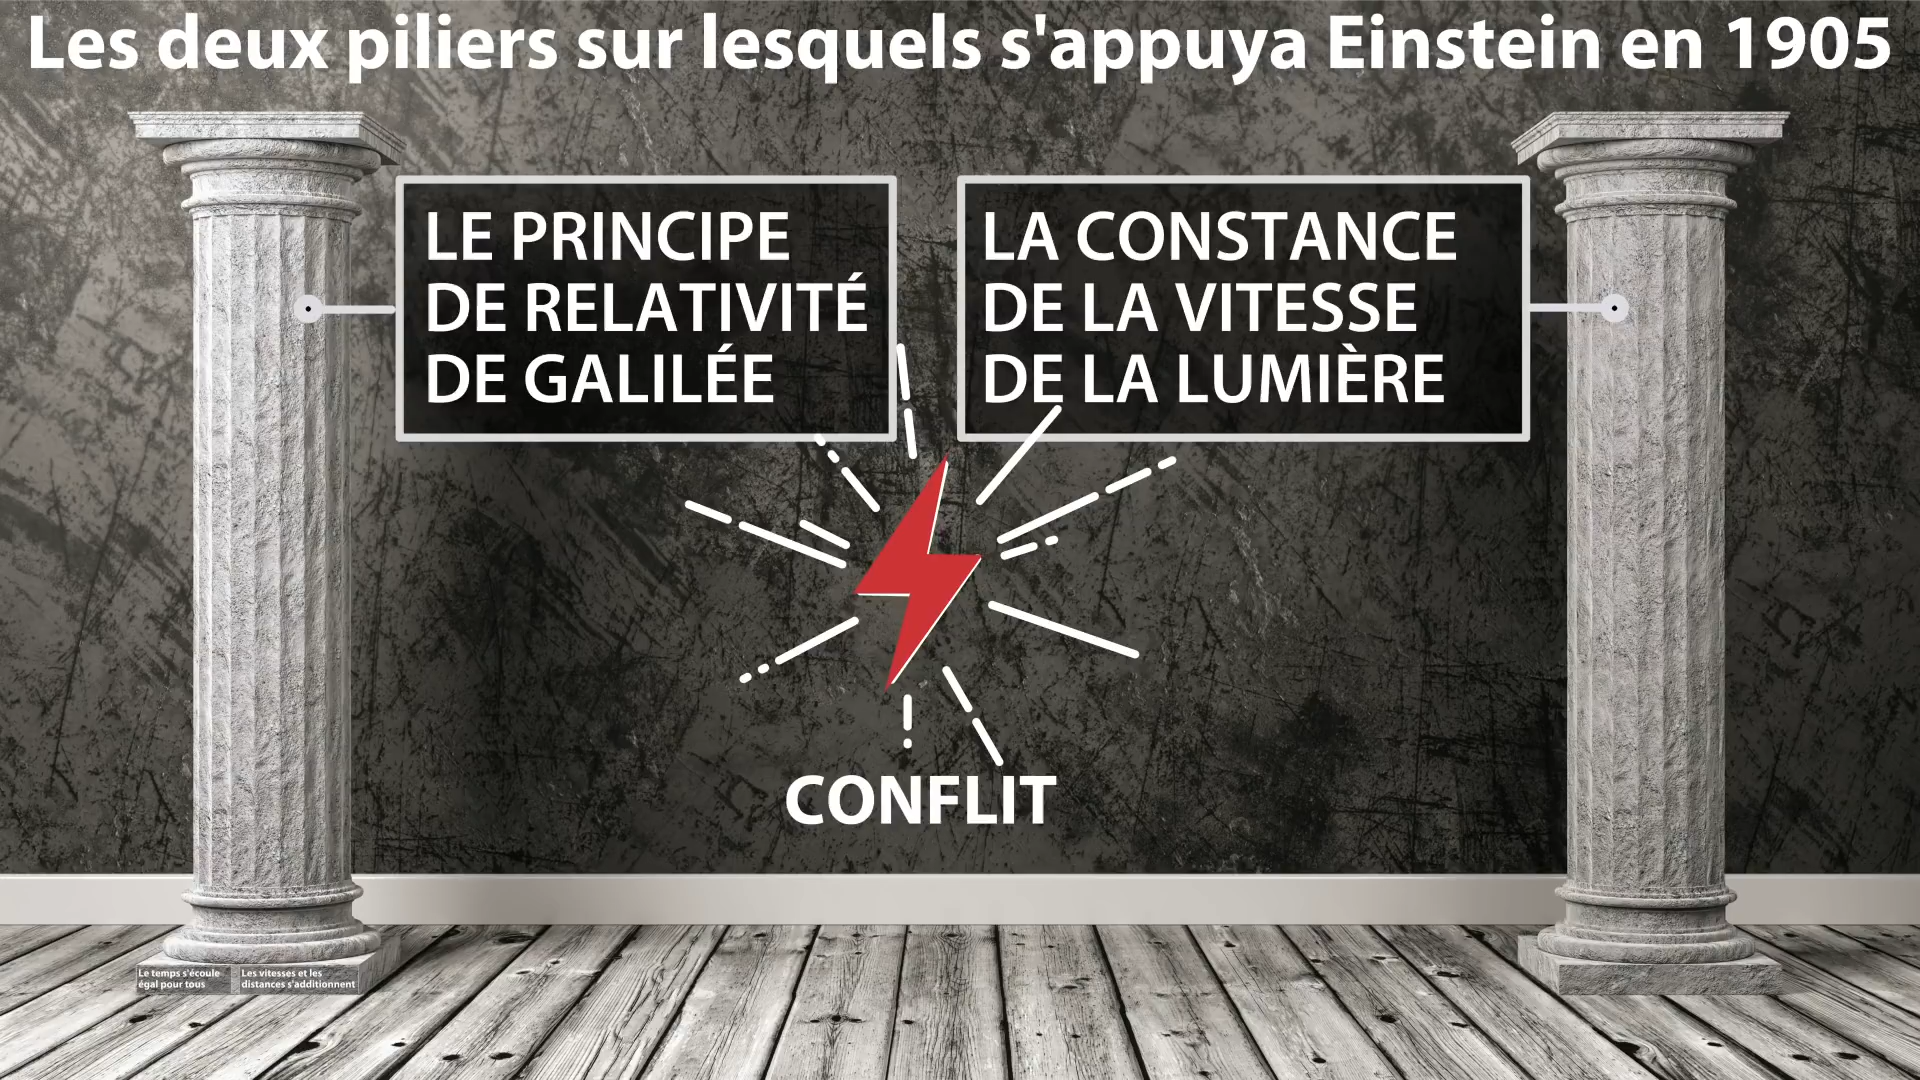 Les deux piliers sur lesquels s'appuya Einstein en 1905
LE PRINCIPE
DE RELATIVITÉ
DE GALILÉE
LA CONSTANCE
DE LA VITESSE
DE LA LUMIÈRE
CONFLIT
Le temps s'écoule
égal pour tous
Les vitesses et les
distances s'additionnent